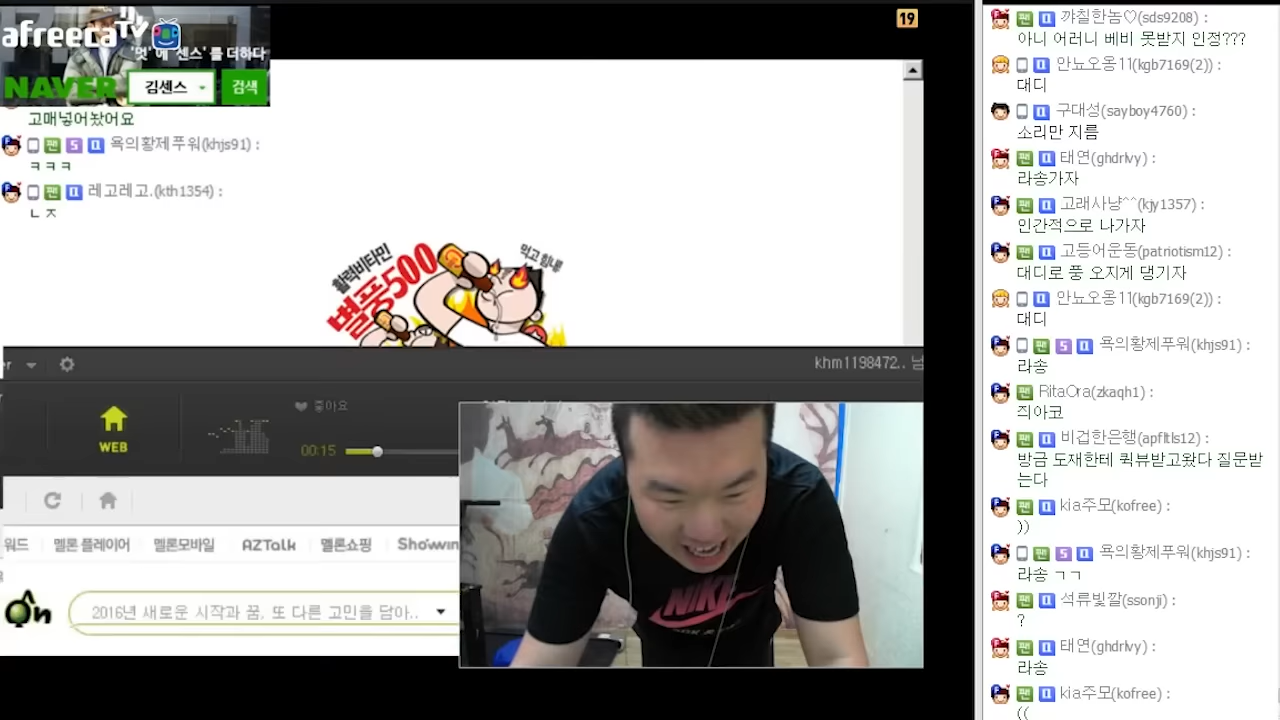 afreecaTV
'멋'에 '센스'를 더하다
NAVER 김센스 검색
고매넣어놨어요
욕의황제푸워(khjs91) :
ㅋㅋㅋ
레고레고.(kth1354) :
ㄴㅈ
활력비타민
별풍500
먹고 힘내
19
khm1198472.. 님
좋아요
WEB
00:15
워드 멜론 플레이어 멜론모바일 AZTalk 멜론쇼핑 Showin
On
2016년 새로운 시작과 꿈, 또 다른 고민을 담아..
NIKE
꺄칠한놈♡(sds9208) :
아니 어러니 베비 못받지 인정???
안뇨오옹11(kgb7169(2)) :
대디
구대성(sayboy4760) :
소리만 지름
태연(ghdrlvy) :
라송가자
고래사냥^^(kjy1357) :
인간적으로 나가자
고등어운동(patriotism12) :
대디로 풍 오지게 댕기자
안뇨오옹11(kgb7169(2)) :
대디
욕의황제푸워(khjs91) :
라송
RitaOra(zkaqh1) :
즤아코
비겁한은행(apfltls12) :
방금 도재한테 퀵뷰받고왔다 질문받
는다
kia주모(kofree) :
))
욕의황제푸워(khjs91) :
라송 ㄱㄱ
석류빛깔(ssonji) :
?
태연(ghdrlvy) :
라송
kia주모(kofree) :
((